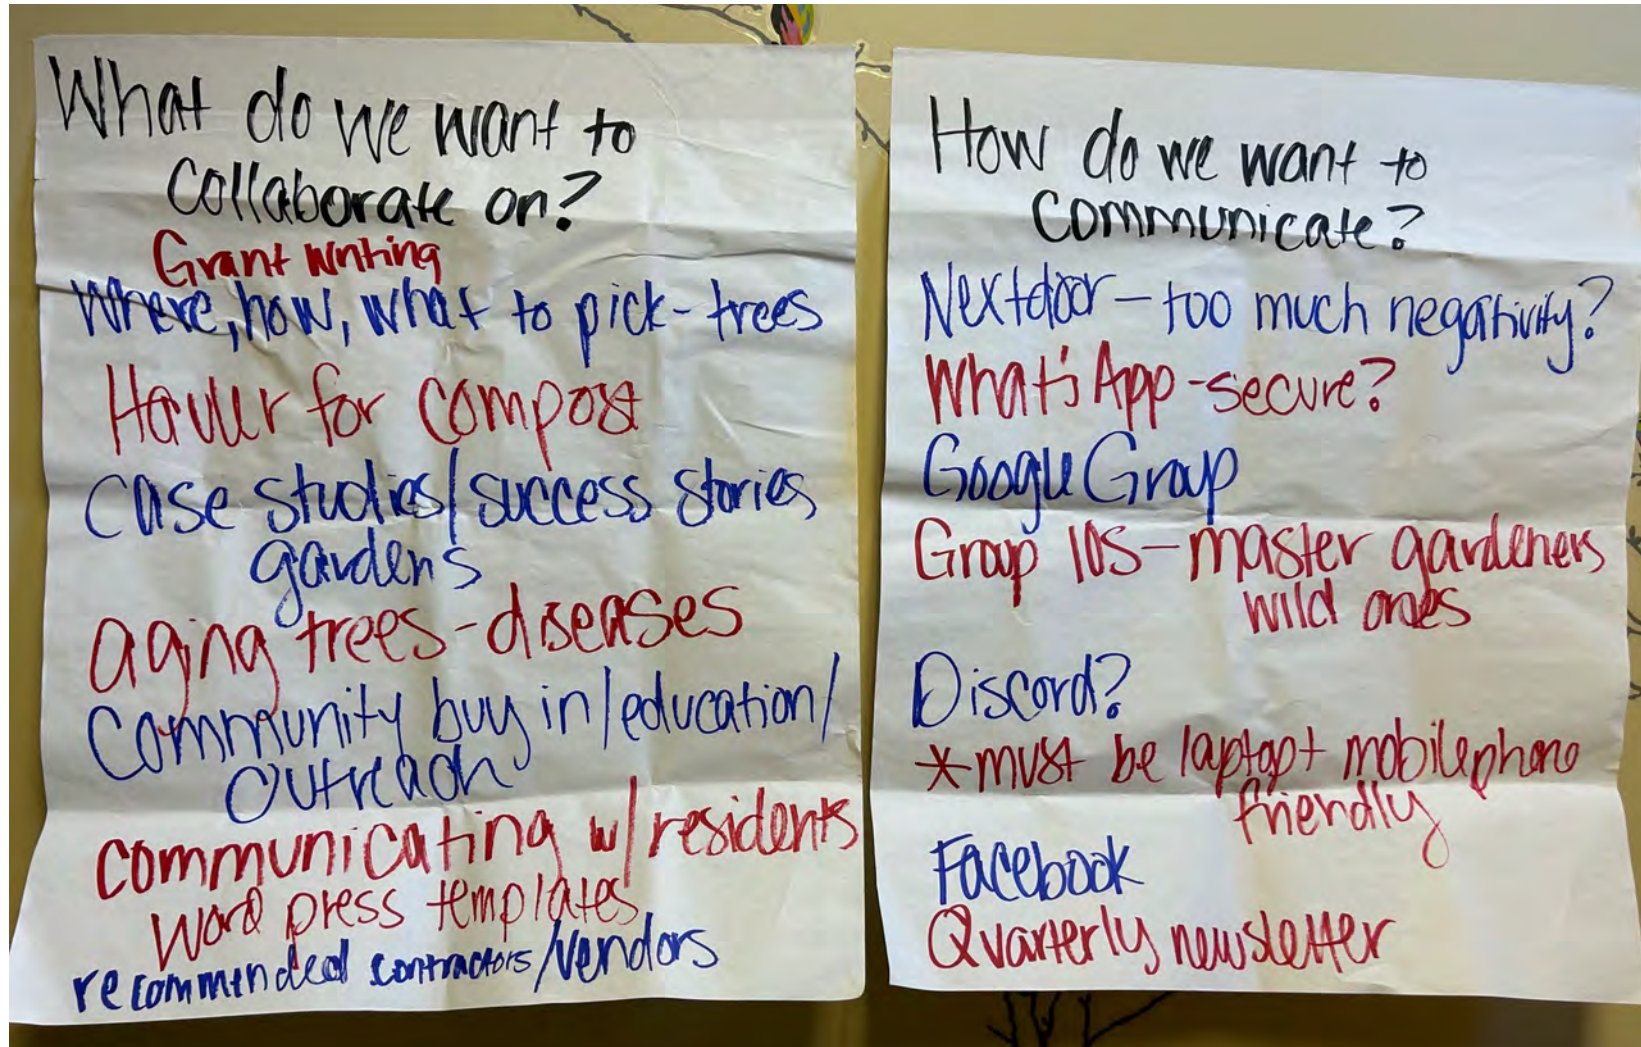 What do we want to
Collaborate on?
Grant writing
Where, how, what to pick - trees
Hauler for compost
Case studies/success stories
gardens
aging trees - diseases
Community buy in/education/
outreach
Communicating w/residents
Word press templates
recommended contractors/vendors
How do we want to
communicate?
Nextdoor - too much negativity?
What's App - secure?
Google Group
Group IOS - master gardeners
wild ones
Discord?
*must be laptop + mobile phone
friendly
Facebook
Quarterly newsletter